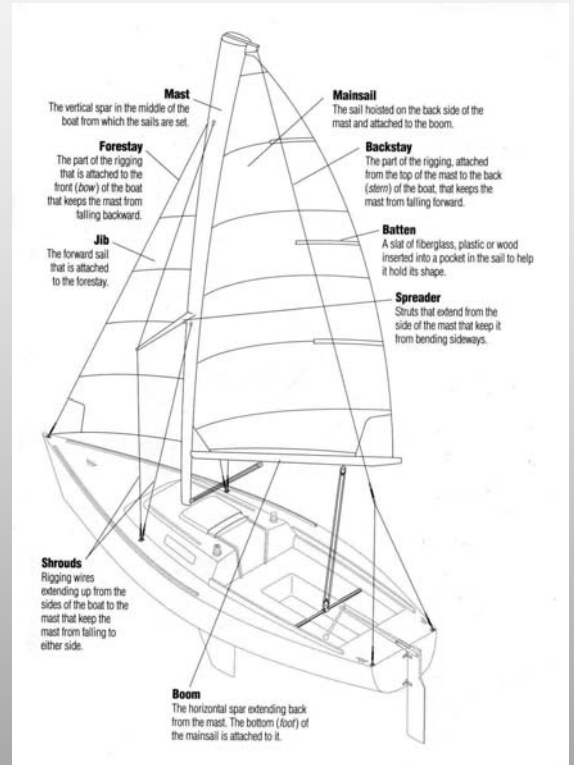 Mast
The vertical spar in the middle of the
boat from which the sails are set.
Forestay
The part of the rigging
that is attached to the
front (bow) of the boat
that keeps the mast from
falling backward.
Jib
The forward sail
that is attached
to the forestay.
Mainsail
The sail hoisted on the back side of the
mast and attached to the boom.
Backstay
The part of the rigging, attached
from the top of the mast to the back
(stern) of the boat, that keeps the
mast from falling forward.
Batten
A slat of fiberglass, plastic or wood
inserted into a pocket in the sail to help
it hold its shape.
Spreader
Struts that extend from the
side of the mast that keep it
from bending sideways.
Shrouds
Rigging wires
extending up from the
sides of the boat to the
mast that keep the
mast from falling to
either side.
Boom
The horizontal spar extending back
from the mast. The bottom (foot) of
the mainsail is attached to it.